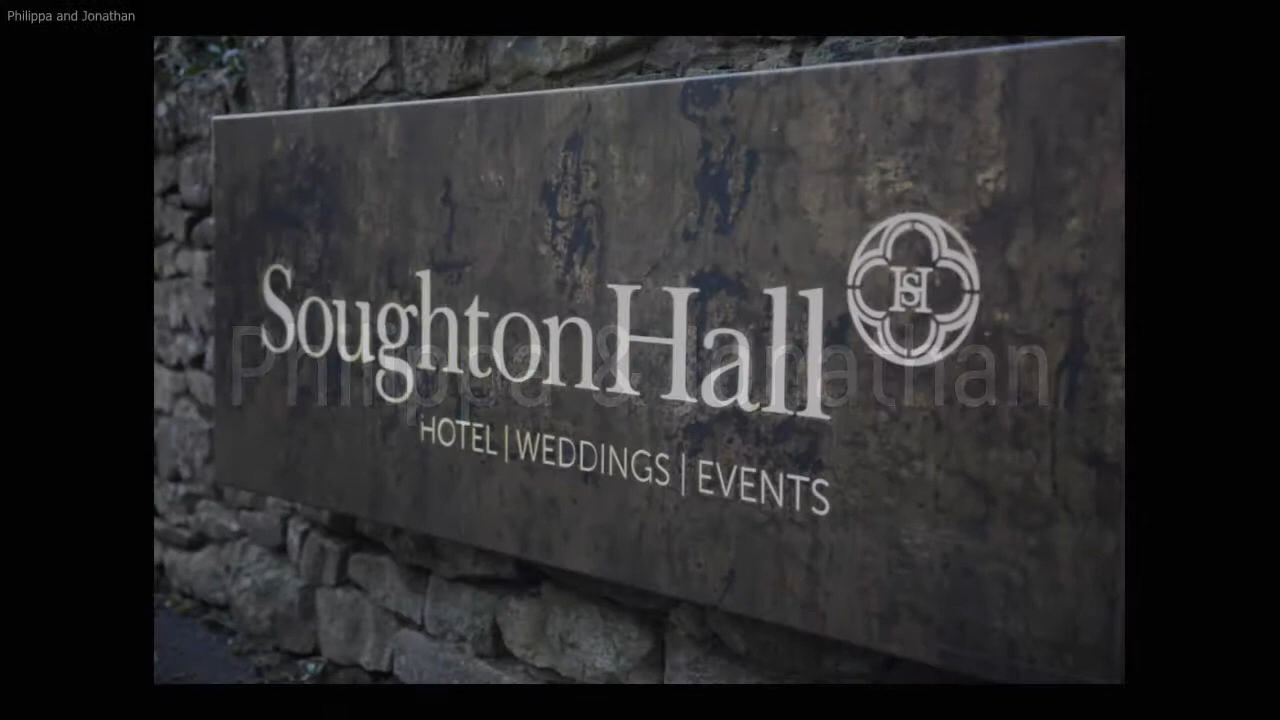 Philippa and Jonathan
Soughton Hall
HS
Philippa & Jonathan
HOTEL | WEDDINGS | EVENTS